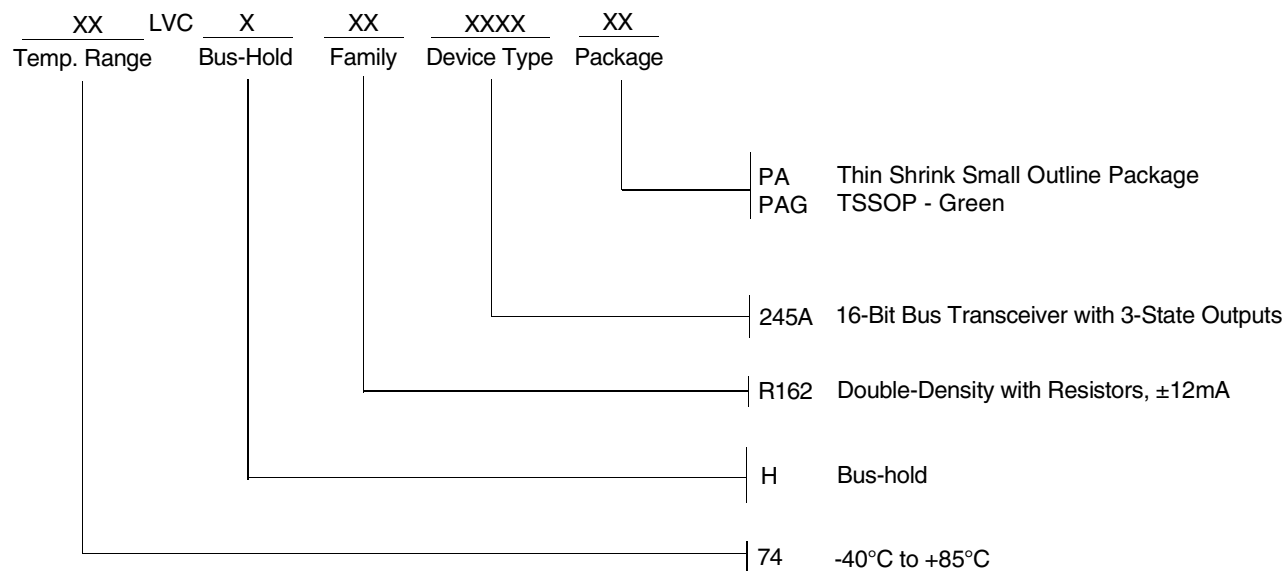 XX LVC X XX XXXX XX
Temp. Range Bus-Hold Family Device Type Package
PA Thin Shrink Small Outline Package
PAG TSSOP - Green
245A 16-Bit Bus Transceiver with 3-State Outputs
R162 Double-Density with Resistors, ±12mA
H Bus-hold
74 -40°C to +85°C